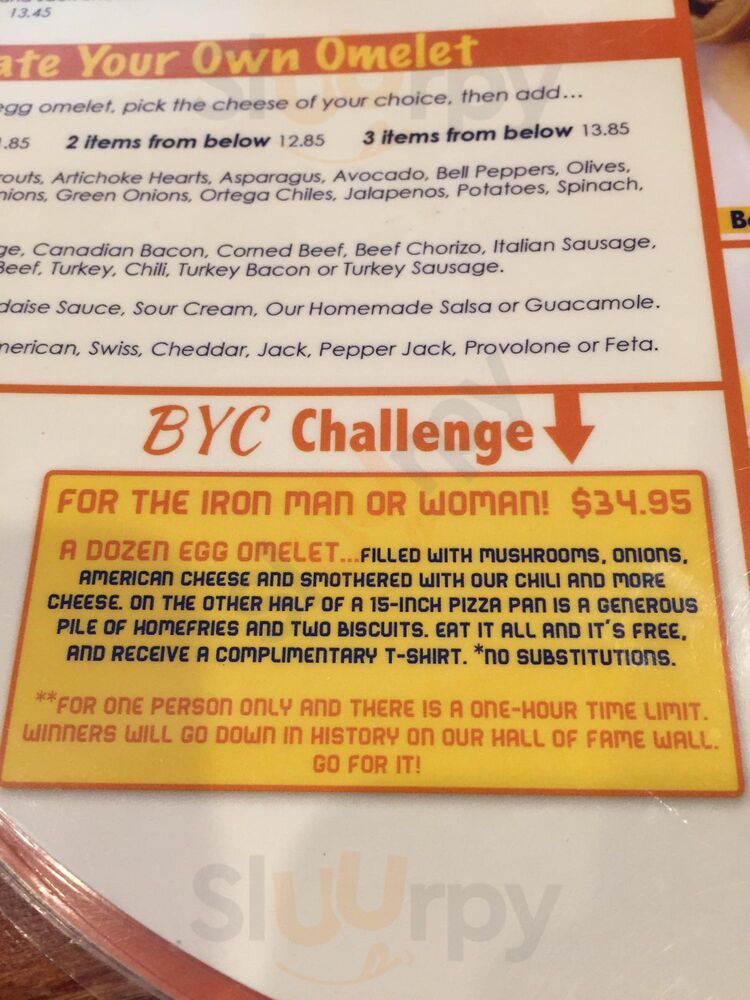 13.45
ate Your Own Omelet
egg omelet, pick the cheese of your choice, then add...
.85 2 items from below 12.85 3 items from below 13.85
routs, Artichoke Hearts, Asparagus, Avocado, Bell Peppers, Olives,
nions, Green Onions, Ortega Chiles, Jalapenos, Potatoes, Spinach,
ge, Canadian Bacon, Corned Beef, Beef Chorizo, Italian Sausage,
Beef, Turkey, Chili, Turkey Bacon or Turkey Sausage.
daise Sauce, Sour Cream, Our Homemade Salsa or Guacamole.
merican, Swiss, Cheddar, Jack, Pepper Jack, Provolone or Feta.
BYC Challenge
FOR THE IRON MAN OR WOMAN! $34.95
A DOZEN EGG OMELET...FILLED WITH MUSHROOMS, ONIONS,
AMERICAN CHEESE AND SMOTHERED WITH OUR CHILI AND MORE
CHEESE. ON THE OTHER HALF OF A 15-INCH PIZZA PAN IS A GENEROUS
PILE OF HOMEFRIES AND TWO BISCUITS. EAT IT ALL AND IT'S FREE,
AND RECEIVE A COMPLIMENTARY T-SHIRT. *NO SUBSTITUTIONS.
**FOR ONE PERSON ONLY AND THERE IS A ONE-HOUR TIME LIMIT.
WINNERS WILL GO DOWN IN HISTORY ON OUR HALL OF FAME WALL.
GO FOR IT!
Sluurpy